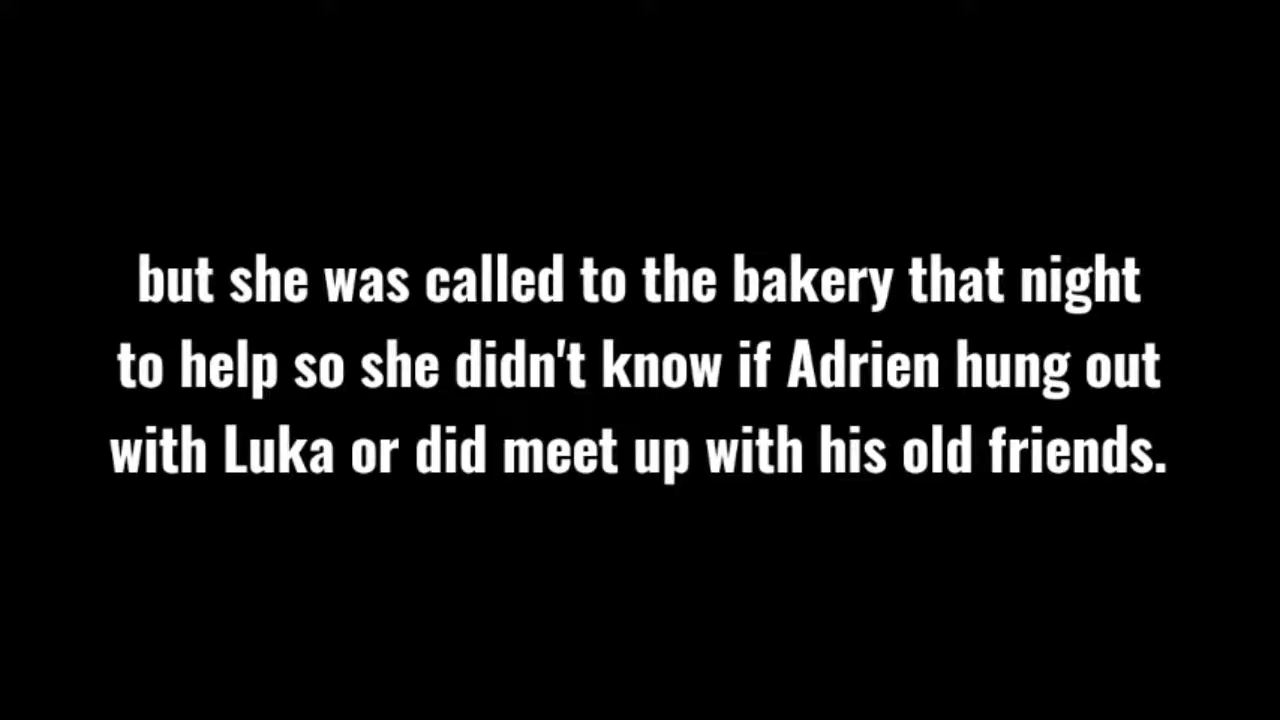 but she was called to the bakery that night
to help so she didn't know if Adrien hung out
with Luka or did meet up with his old friends.